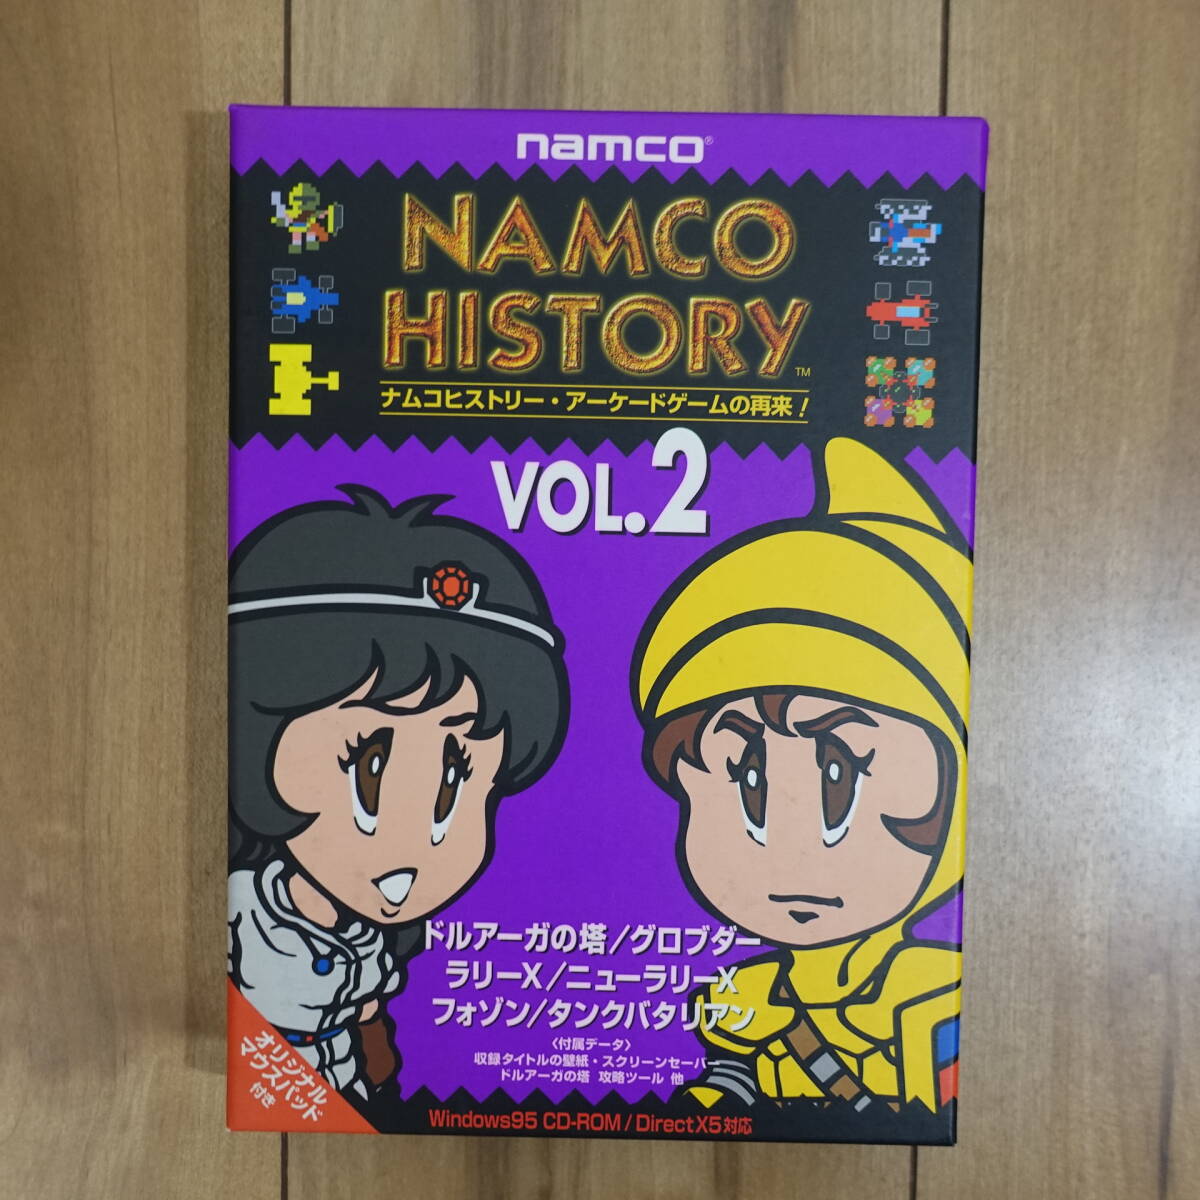 namco®
NAMCO
HISTORY™
ナムコヒストリー・アーケードゲームの再来!
VOL.2
ドルアーガの塔/グロブダー
ラリーX/ニューラリーX
フォゾン/タンクバタリアン
〈付属データ〉
収録タイトルの壁紙・スクリーンセーバー
ドルアーガの塔 攻略ツール 他
オリジナル
マウスパッド
付き
Windows95 CD-ROM / DirectX5対応